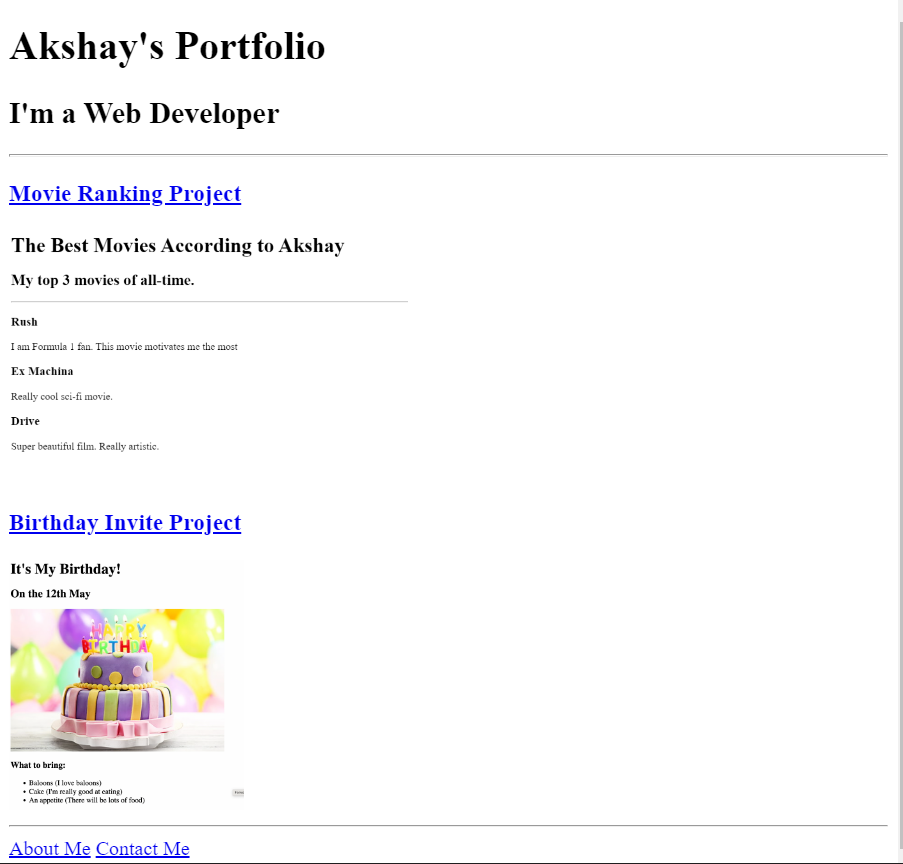 Akshay's Portfolio
I'm a Web Developer
Movie Ranking Project
The Best Movies According to Akshay
My top 3 movies of all-time.
Rush
I am Formula 1 fan. This movie motivates me the most
Ex Machina
Really cool sci-fi movie.
Drive
Super beautiful film. Really artistic.
Birthday Invite Project
It's My Birthday!
On the 12th May
HAPPY
BIRTHDAY
What to bring:
• Baloons (I love baloons)
• Cake (I'm really good at eating)
• An appetite (There will be lots of food)
About Me Contact Me